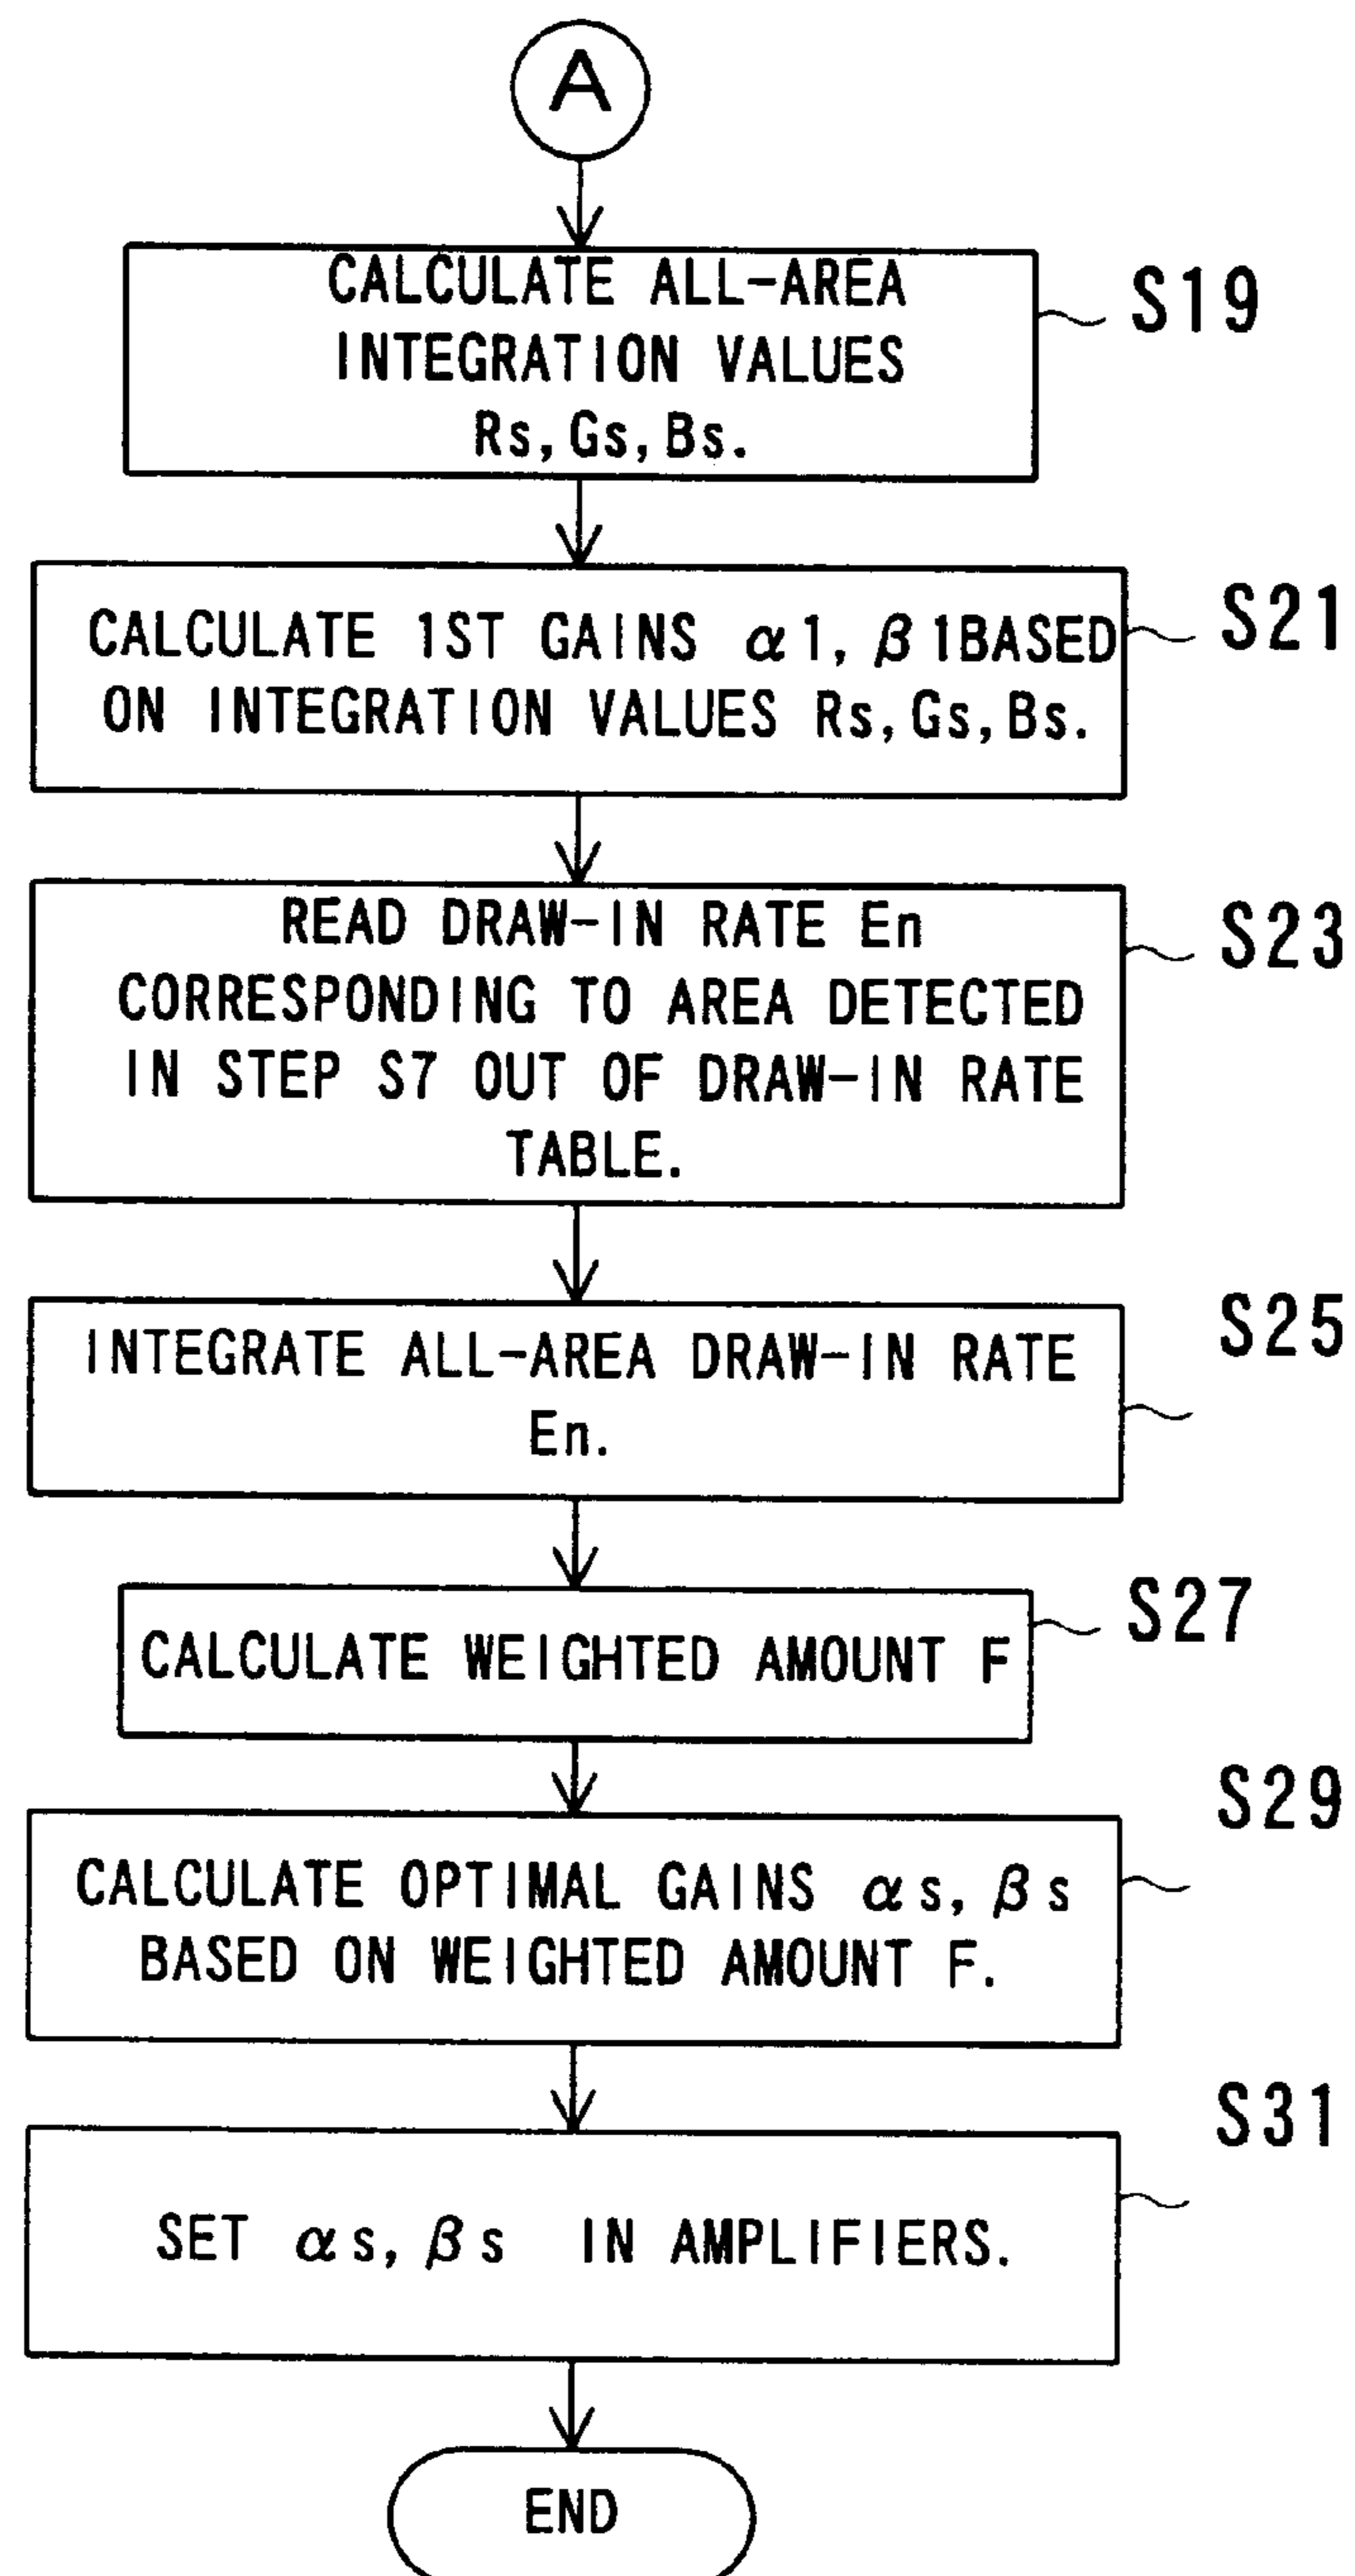 A
CALCULATE ALL-AREA
INTEGRATION VALUES
Rs, Gs, Bs.
S19
CALCULATE 1ST GAINS α1, β1BASED
ON INTEGRATION VALUES Rs, Gs, Bs.
S21
READ DRAW-IN RATE En
CORRESPONDING TO AREA DETECTED
IN STEP S7 OUT OF DRAW-IN RATE
TABLE.
S23
INTEGRATE ALL-AREA DRAW-IN RATE
En.
S25
CALCULATE WEIGHTED AMOUNT F
S27
CALCULATE OPTIMAL GAINS αs, βs
BASED ON WEIGHTED AMOUNT F.
S29
SET αs, βs IN AMPLIFIERS.
S31
END